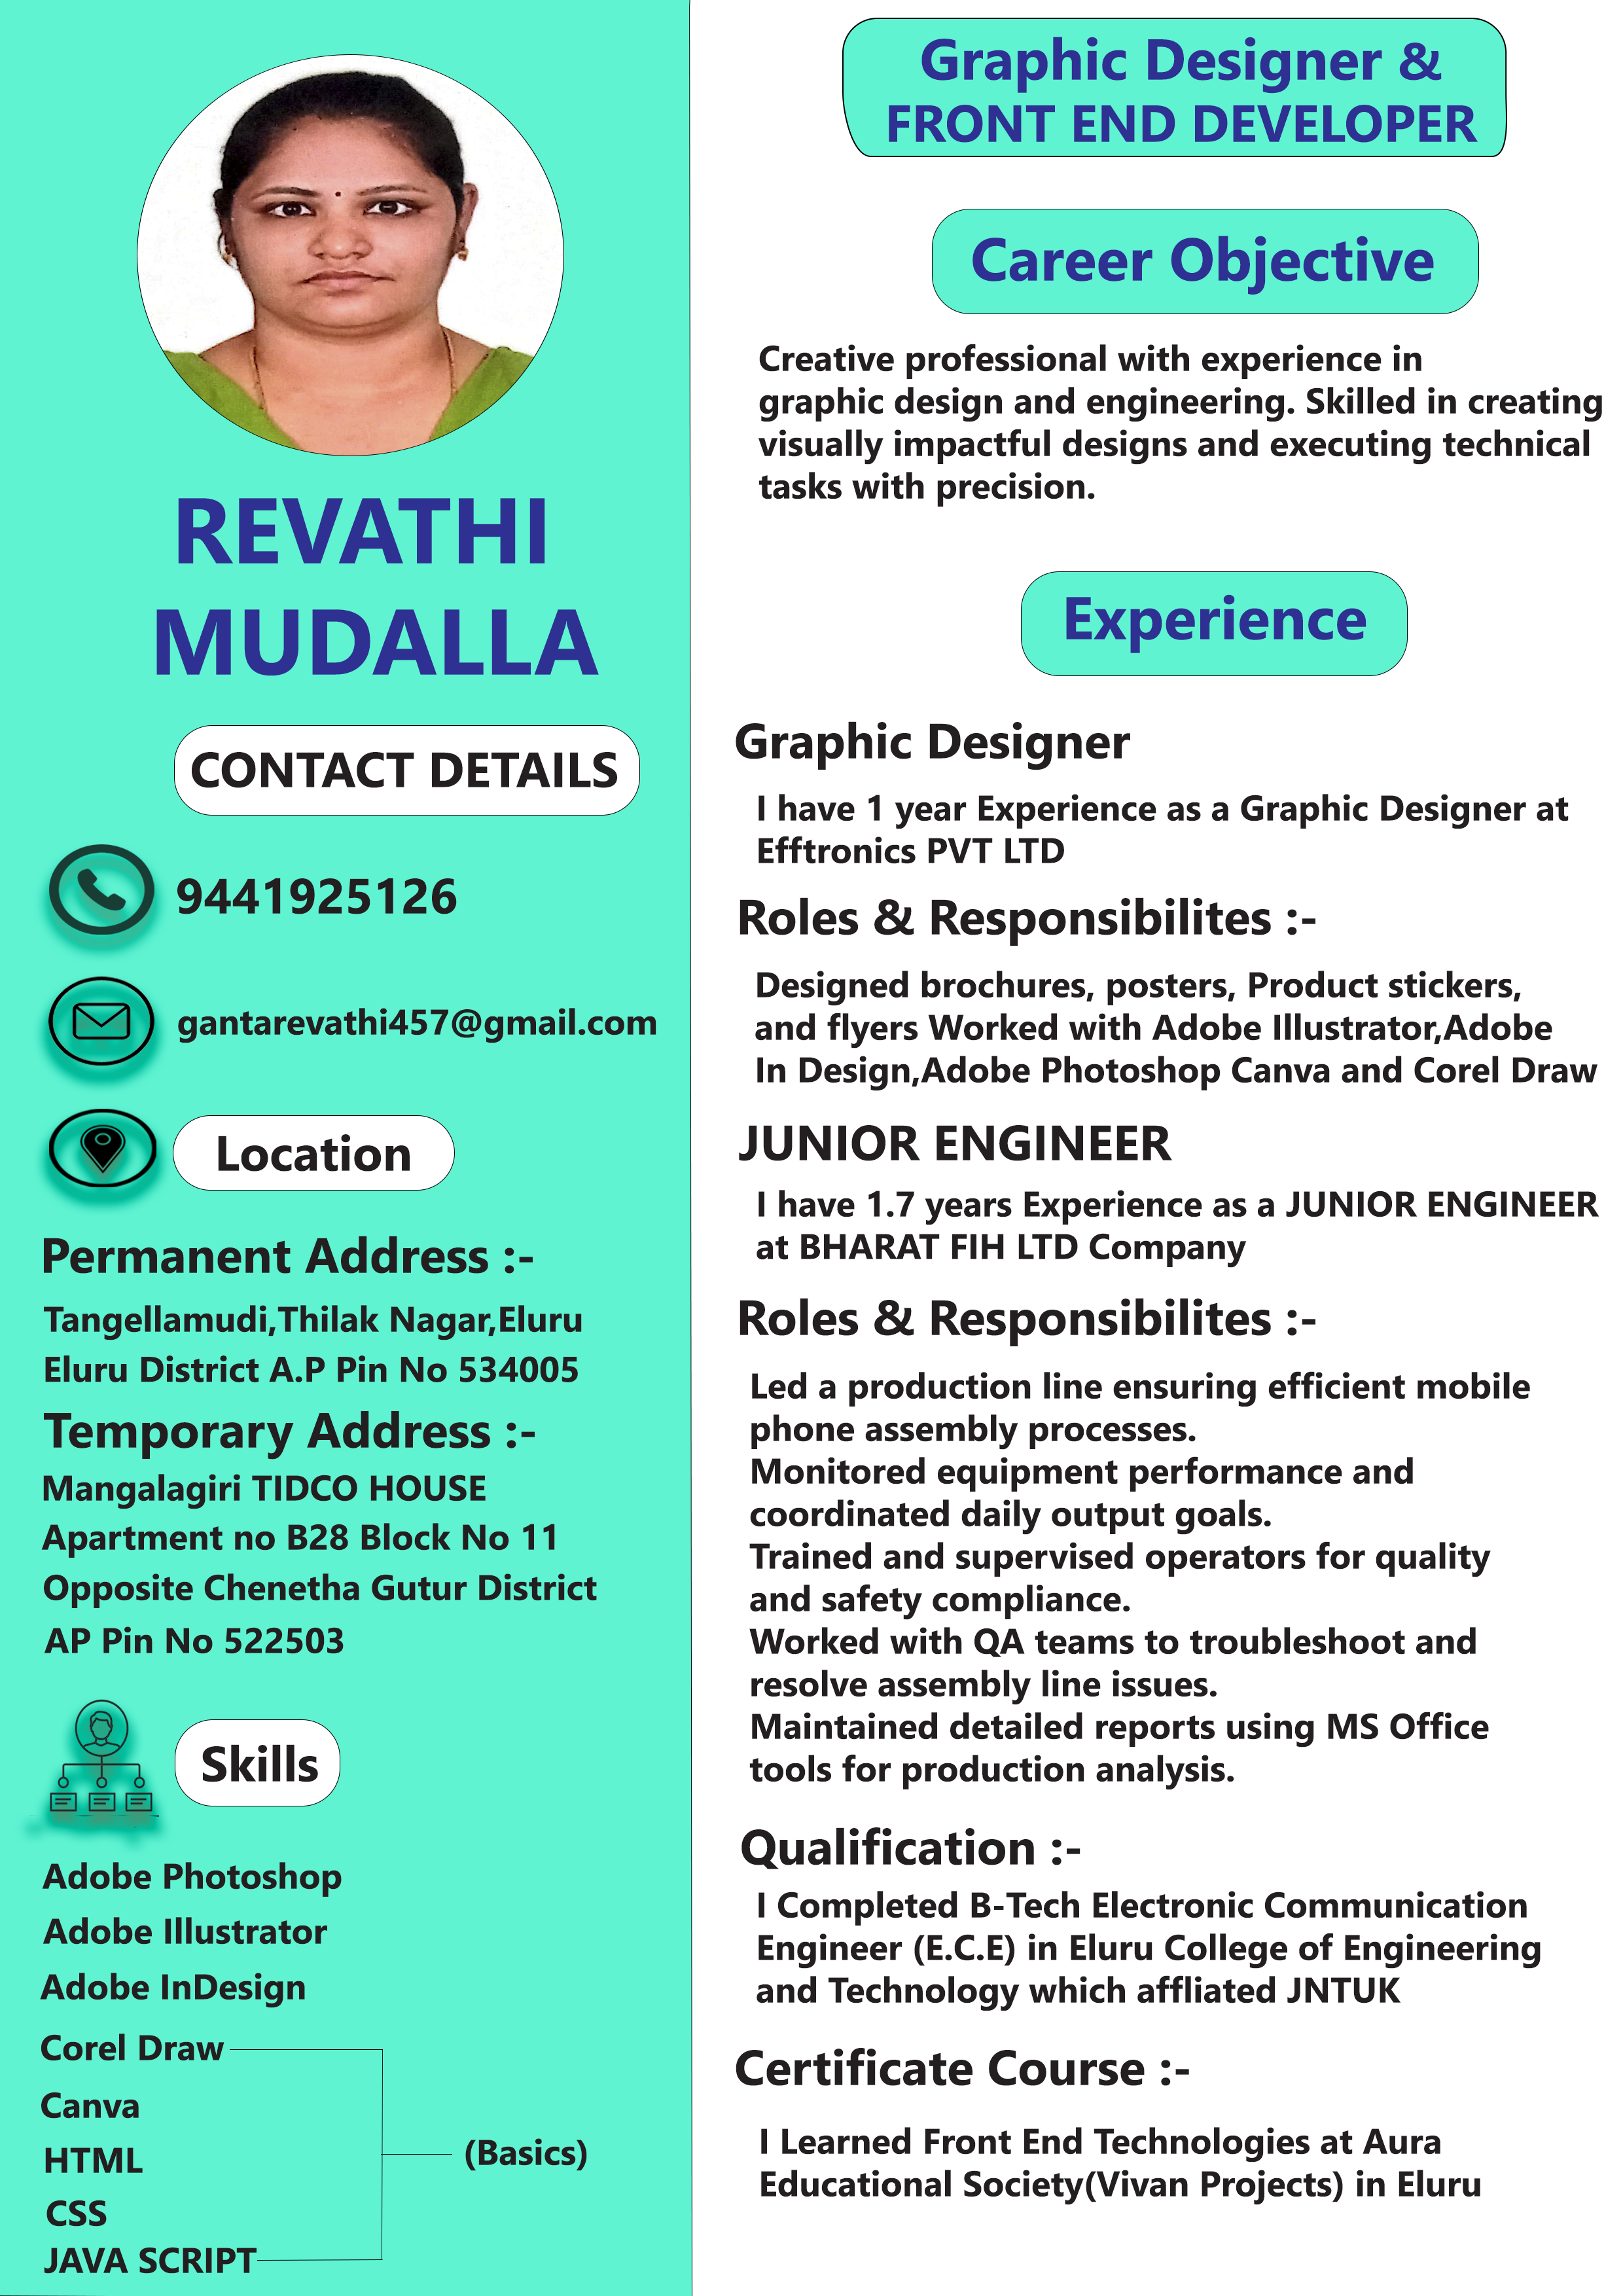 REVATHI
MUDALLA
CONTACT DETAILS
9441925126
gantarevathi457@gmail.com
Location
Permanent Address :-
Tangellamudi,Thilak Nagar,Eluru
Eluru District A.P Pin No 534005
Temporary Address :-
Mangalagiri TIDCO HOUSE
Apartment no B28 Block No 11
Opposite Chenetha Gutur District
AP Pin No 522503
Skills
Adobe Photoshop
Adobe Illustrator
Adobe InDesign
Corel Draw
Canva
HTML
(Basics)
CSS
JAVA SCRIPT
Graphic Designer &
FRONT END DEVELOPER
Career Objective
Creative professional with experience in
graphic design and engineering. Skilled in creating
visually impactful designs and executing technical
tasks with precision.
Experience
Graphic Designer
I have 1 year Experience as a Graphic Designer at
Efftronics PVT LTD
Roles & Responsibilites :-
Designed brochures, posters, Product stickers,
and flyers Worked with Adobe Illustrator,Adobe
In Design,Adobe Photoshop Canva and Corel Draw
JUNIOR ENGINEER
I have 1.7 years Experience as a JUNIOR ENGINEER
at BHARAT FIH LTD Company
Roles & Responsibilites :-
Led a production line ensuring efficient mobile
phone assembly processes.
Monitored equipment performance and
coordinated daily output goals.
Trained and supervised operators for quality
and safety compliance.
Worked with QA teams to troubleshoot and
resolve assembly line issues.
Maintained detailed reports using MS Office
tools for production analysis.
Qualification :-
I Completed B-Tech Electronic Communication
Engineer (E.C.E) in Eluru College of Engineering
and Technology which affliated JNTUK
Certificate Course :-
I Learned Front End Technologies at Aura
Educational Society(Vivan Projects) in Eluru